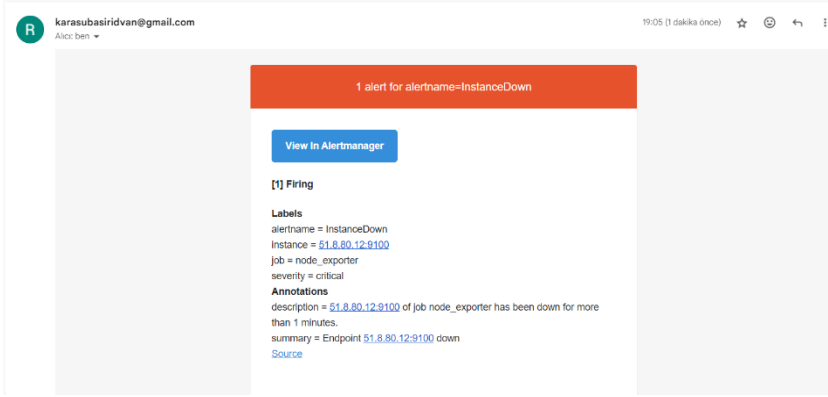 R
karasubasiridvan@gmail.com
19:05 (1 dakika önce)
Alıcı: ben
1 alert for alertname=InstanceDown
View In Alertmanager
[1] Firing
Labels
alertname = InstanceDown
instance = 51.8.80.12:9100
job = node_exporter
severity = critical
Annotations
description = 51.8.80.12:9100 of job node_exporter has been down for more
than 1 minutes.
summary = Endpoint 51.8.80.12:9100 down
Source